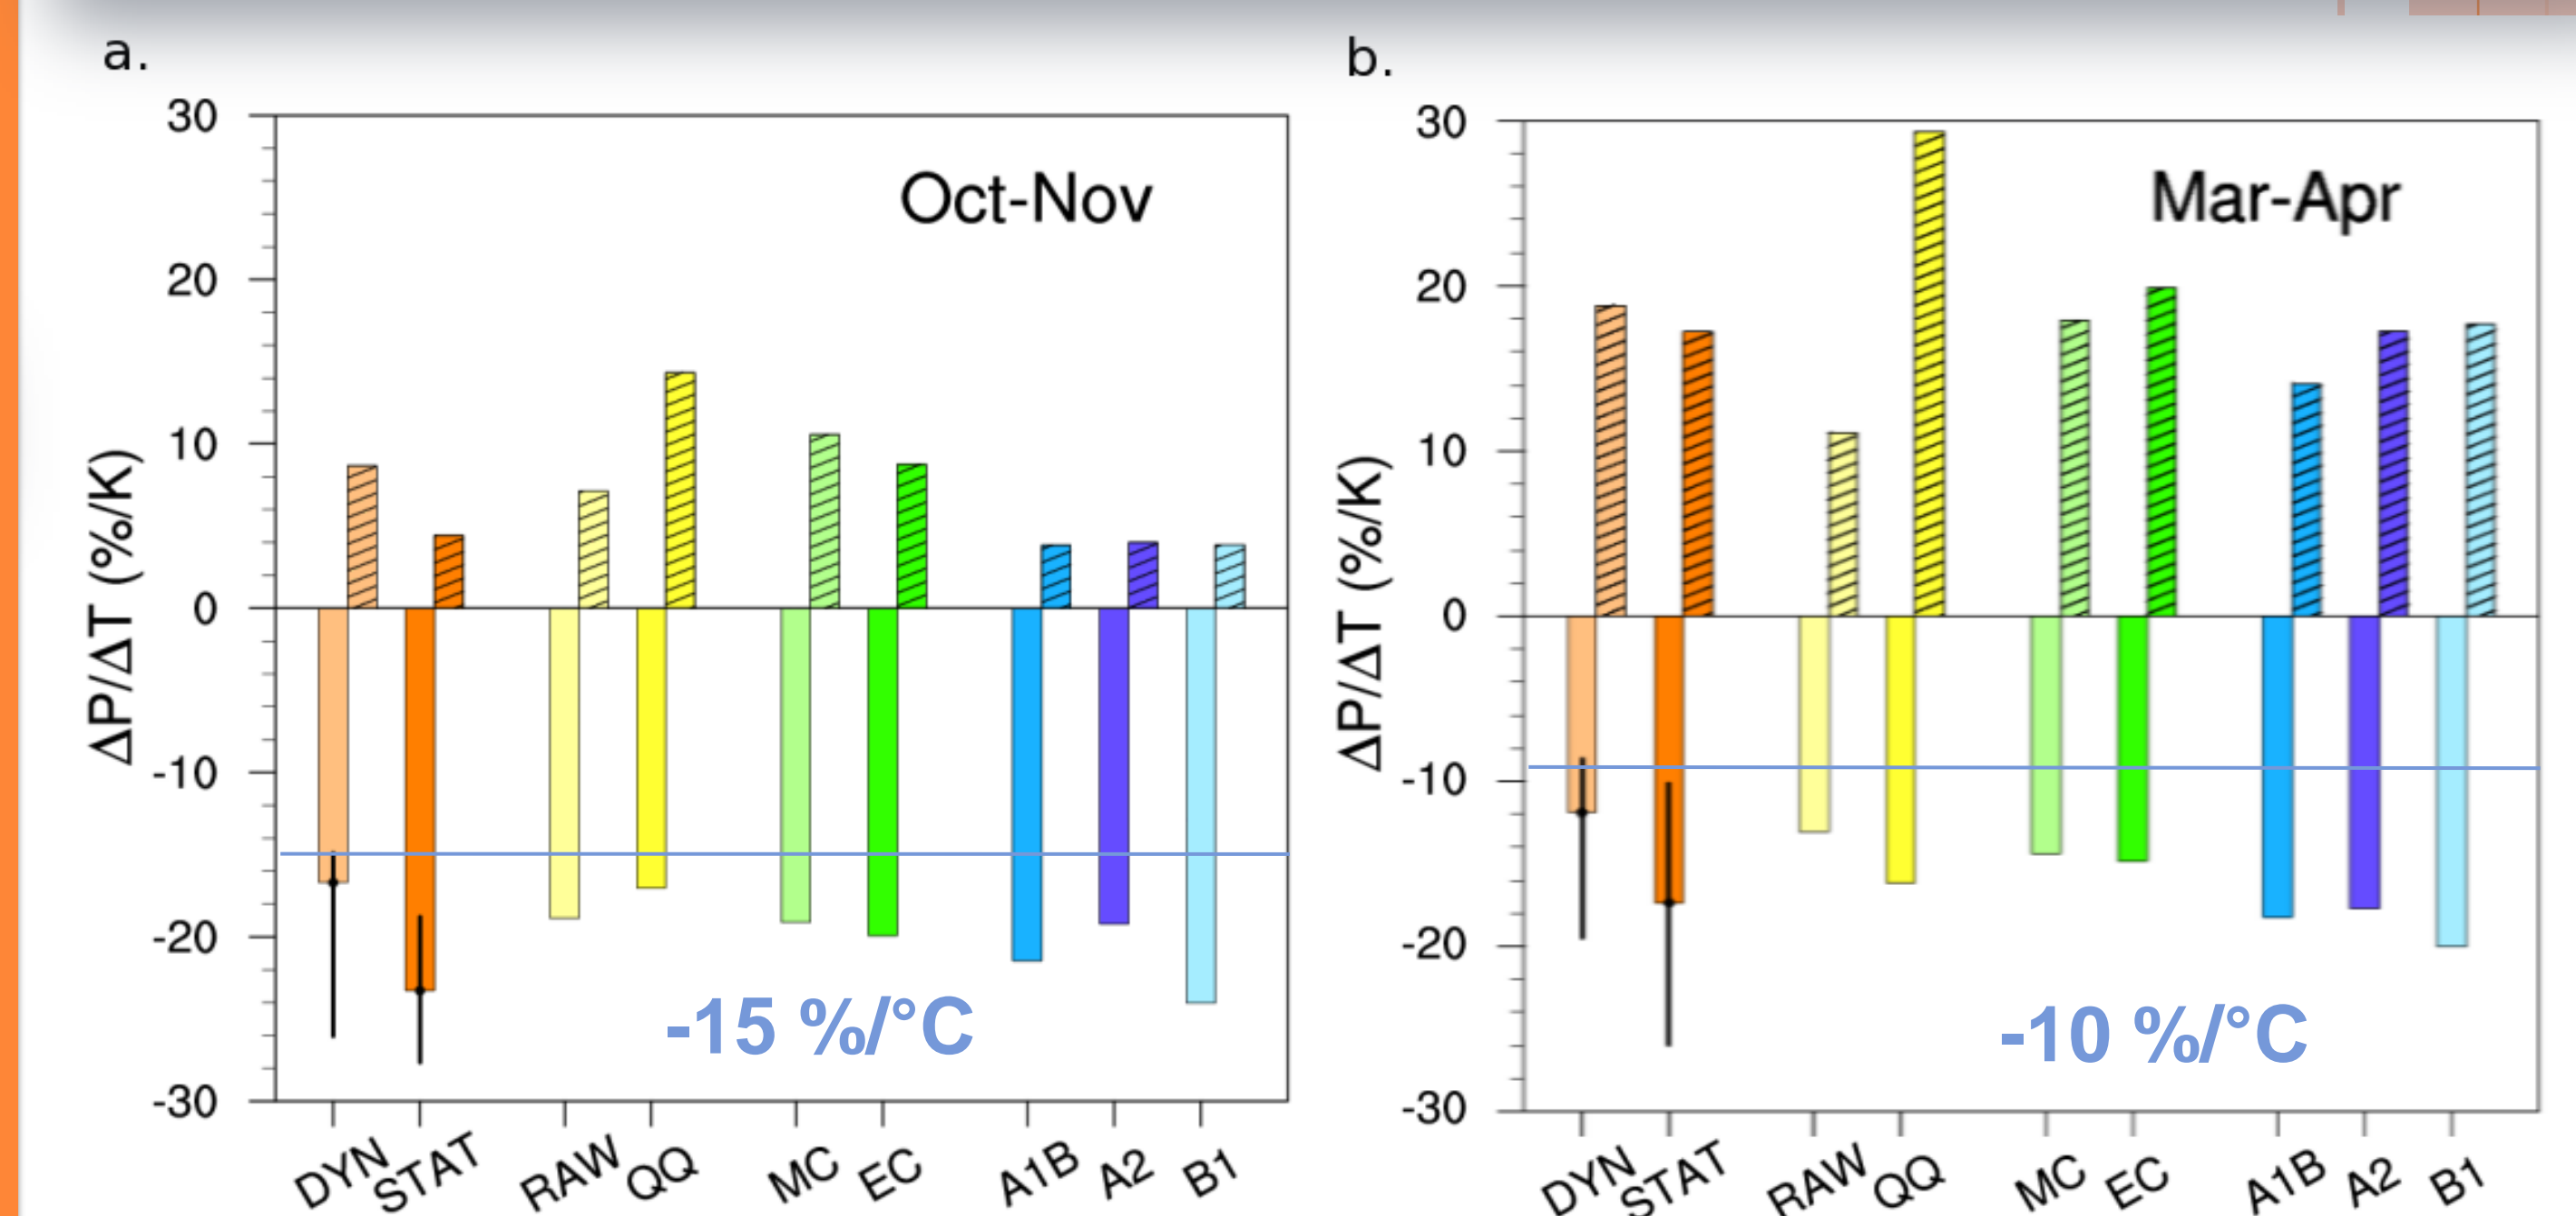 a.
30
20
10
0
-10
-20
-30
ΔP/ΔT (%/K)
Oct-Nov
-15 %/°C
DYN STAT RAW QQ MC EC A1B A2 B1
b.
30
20
10
0
-10
-20
-30
ΔP/ΔT (%/K)
Mar-Apr
-10 %/°C
DYN STAT RAW QQ MC EC A1B A2 B1